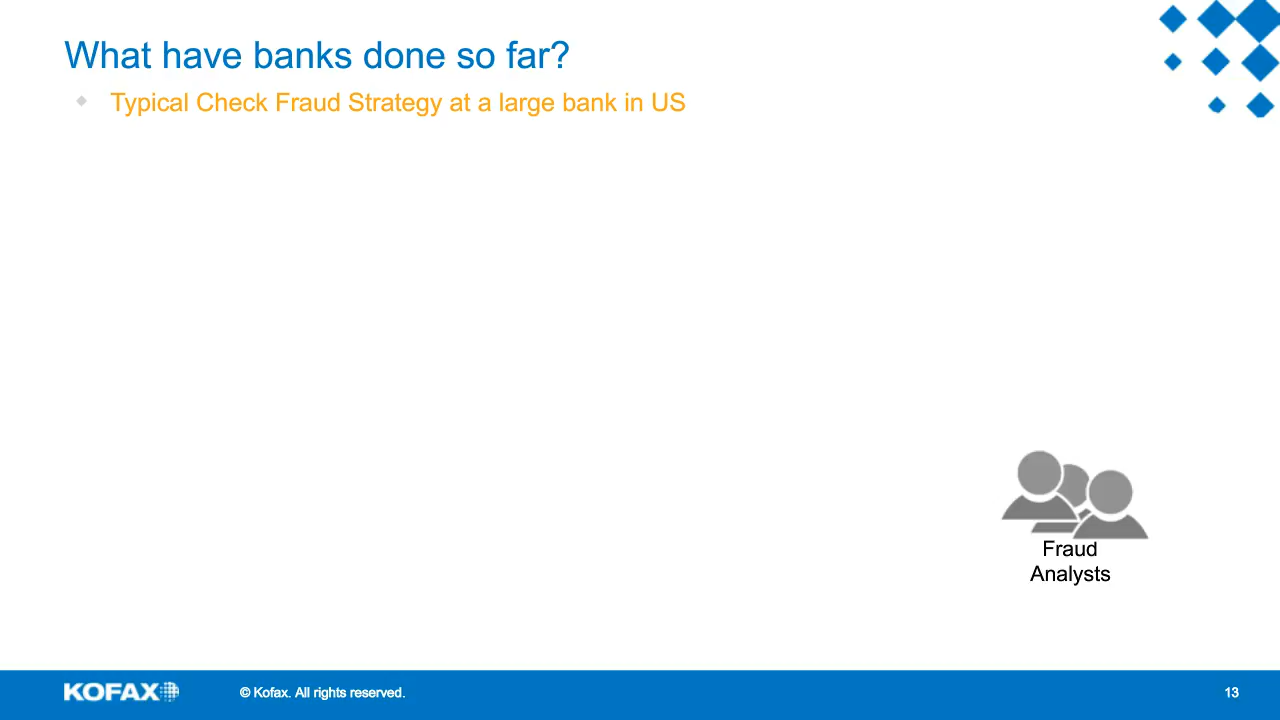 What have banks done so far?
Typical Check Fraud Strategy at a large bank in US
Fraud
Analysts
KOFAX
© Kofax. All rights reserved.
13